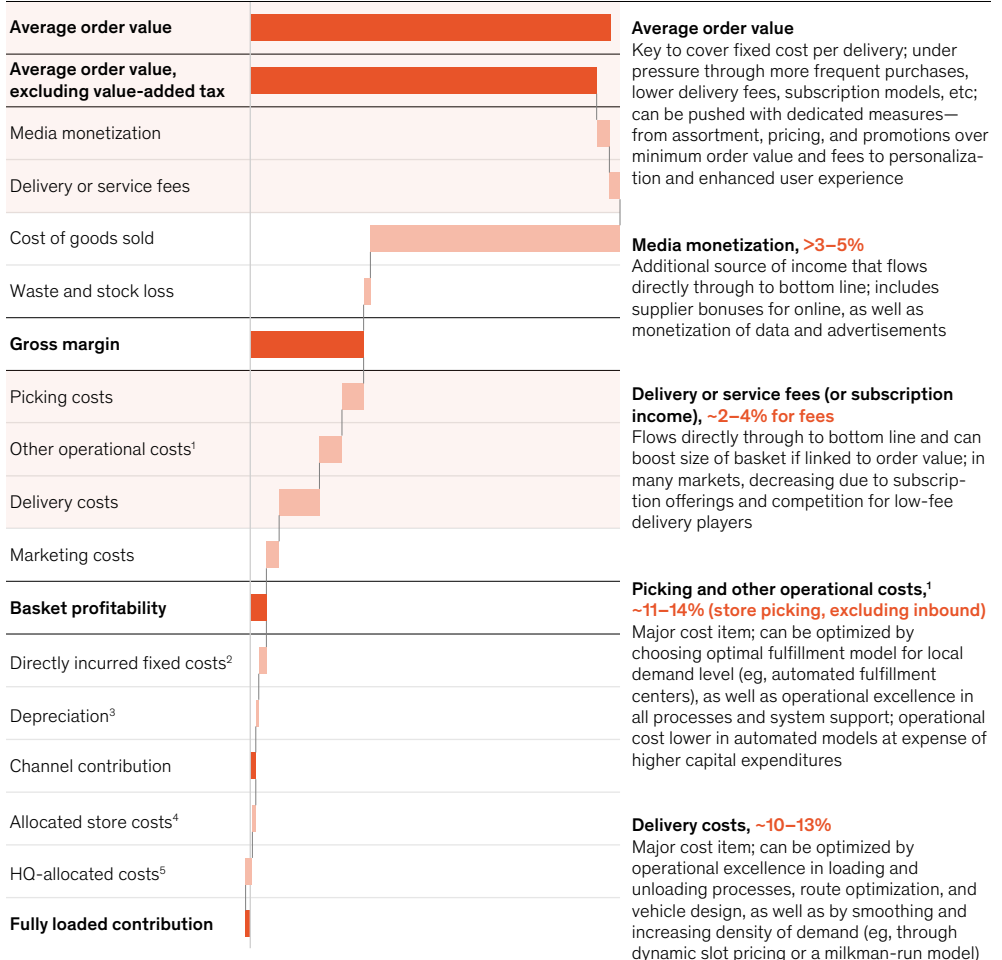 Average order value
Average order value,
excluding value-added tax
Media monetization
Delivery or service fees
Cost of goods sold
Waste and stock loss
Gross margin
Picking costs
Other operational costs¹
Delivery costs
Marketing costs
Basket profitability
Directly incurred fixed costs²
Depreciation³
Channel contribution
Allocated store costs⁴
HQ-allocated costs⁵
Fully loaded contribution
Average order value
Key to cover fixed cost per delivery; under
pressure through more frequent purchases,
lower delivery fees, subscription models, etc;
can be pushed with dedicated measures—
from assortment, pricing, and promotions over
minimum order value and fees to personaliza-
tion and enhanced user experience
Media monetization, >3–5%
Additional source of income that flows
directly through to bottom line; includes
supplier bonuses for online, as well as
monetization of data and advertisements
Delivery or service fees (or subscription
income), ~2–4% for fees
Flows directly through to bottom line and can
boost size of basket if linked to order value; in
many markets, decreasing due to subscrip-
tion offerings and competition for low-fee
delivery players
Picking and other operational costs,¹
~11–14% (store picking, excluding inbound)
Major cost item; can be optimized by
choosing optimal fulfillment model for local
demand level (eg, automated fulfillment
centers), as well as operational excellence in
all processes and system support; operational
cost lower in automated models at expense of
higher capital expenditures
Delivery costs, ~10–13%
Major cost item; can be optimized by
operational excellence in loading and
unloading processes, route optimization, and
vehicle design, as well as by smoothing and
increasing density of demand (eg, through
dynamic slot pricing or a milkman-run model)